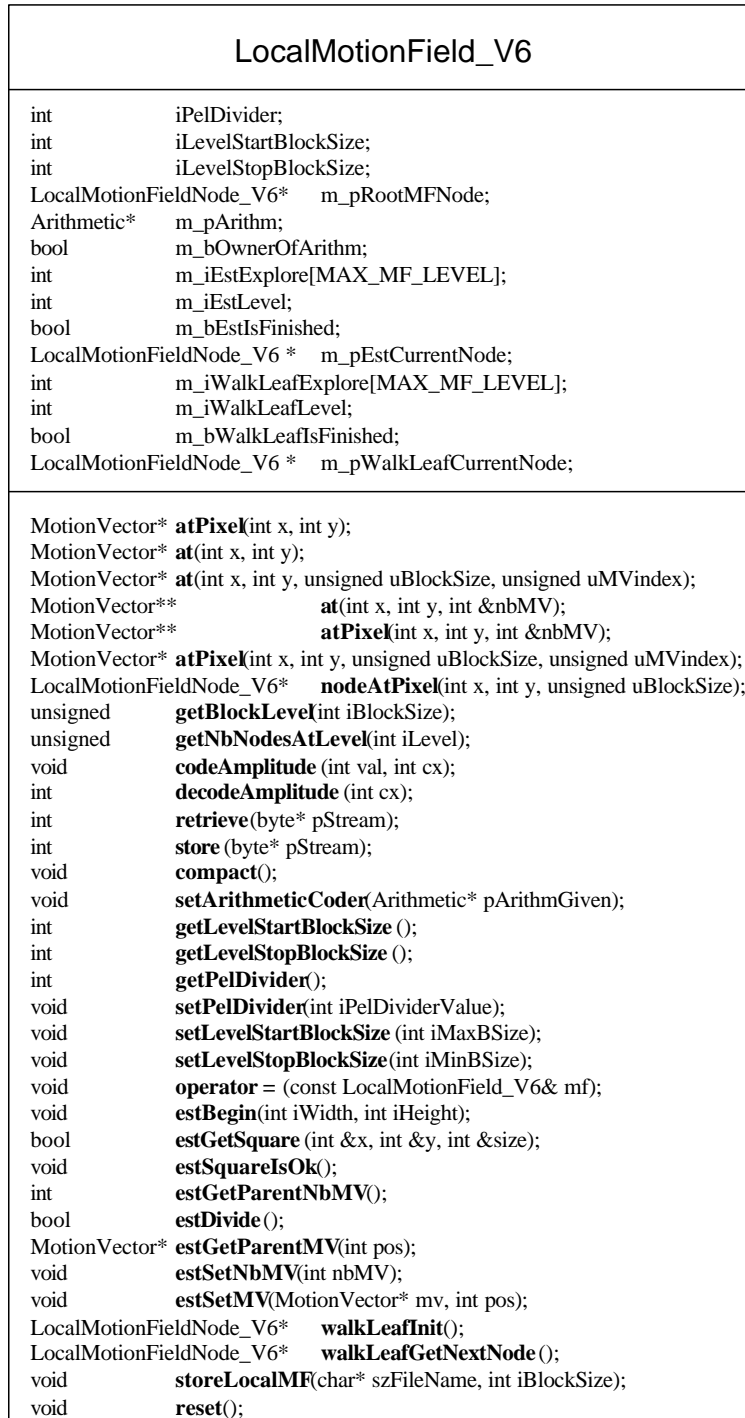 LocalMotionField_V6
int iPelDivider;
int iLevelStartBlockSize;
int iLevelStopBlockSize;
LocalMotionFieldNode_V6* m_pRootMFNode;
Arithmetic* m_pArithm;
bool m_bOwnerOfArithm;
int m_iEstExplore[MAX_MF_LEVEL];
int m_iEstLevel;
bool m_bEstIsFinished;
LocalMotionFieldNode_V6 * m_pEstCurrentNode;
int m_iWalkLeafExplore[MAX_MF_LEVEL];
int m_iWalkLeafLevel;
bool m_bWalkLeafIsFinished;
LocalMotionFieldNode_V6 * m_pWalkLeafCurrentNode;
MotionVector* atPixel(int x, int y);
MotionVector* at(int x, int y);
MotionVector* at(int x, int y, unsigned uBlockSize, unsigned uMVindex);
MotionVector** at(int x, int y, int &nbMV);
MotionVector** atPixel(int x, int y, int &nbMV);
MotionVector* atPixel(int x, int y, unsigned uBlockSize, unsigned uMVindex);
LocalMotionFieldNode_V6* nodeAtPixel(int x, int y, unsigned uBlockSize);
unsigned getBlockLevel(int iBlockSize);
unsigned getNbNodesAtLevel(int iLevel);
void codeAmplitude (int val, int cx);
int decodeAmplitude (int cx);
int retrieve(byte* pStream);
int store (byte* pStream);
void compact();
void setArithmeticCoder(Arithmetic* pArithmGiven);
int getLevelStartBlockSize ();
int getLevelStopBlockSize ();
int getPelDivider();
void setPelDivider(int iPelDividerValue);
void setLevelStartBlockSize (int iMaxBSize);
void setLevelStopBlockSize(int iMinBSize);
void operator = (const LocalMotionField_V6& mf);
void estBegin(int iWidth, int iHeight);
bool estGetSquare (int &x, int &y, int &size);
void estSquareIsOk();
int estGetParentNbMV();
bool estDivide();
MotionVector* estGetParentMV(int pos);
void estSetNbMV(int nbMV);
void estSetMV(MotionVector* mv, int pos);
LocalMotionFieldNode_V6* walkLeafInit();
LocalMotionFieldNode_V6* walkLeafGetNextNode ();
void storeLocalMF(char* szFileName, int iBlockSize);
void reset();